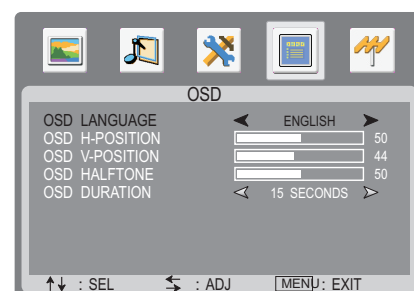 OSD
OSD LANGUAGE ENGLISH
OSD H-POSITION 50
OSD V-POSITION 44
OSD HALFTONE 50
OSD DURATION 15 SECONDS
: SEL : ADJ MENU: EXIT